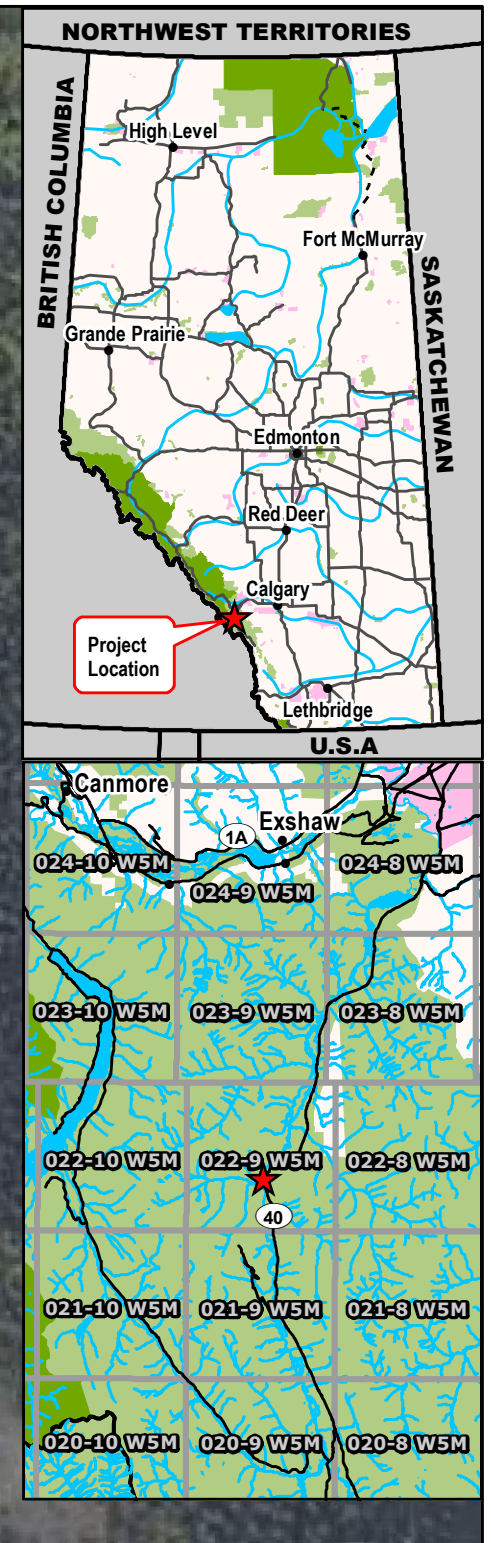 NORTHWEST TERRITORIES
BRITISH COLUMBIA
High Level
Fort McMurray
SASKATCHEWAN
Grande Prairie
Edmonton
Red Deer
Calgary
Project
Location
Lethbridge
U.S.A
Canmore
1A
Exshaw
024-10 W5M
024-8 W5M
024-9 W5M
023-10 W5M
023-9 W5M
023-8 W5M
022-10 W5M
022-9 W5M
022-8 W5M
40
021-10 W5M
021-9 W5M
021-8 W5M
020-10 W5M
020-9 W5M
020-8 W5M